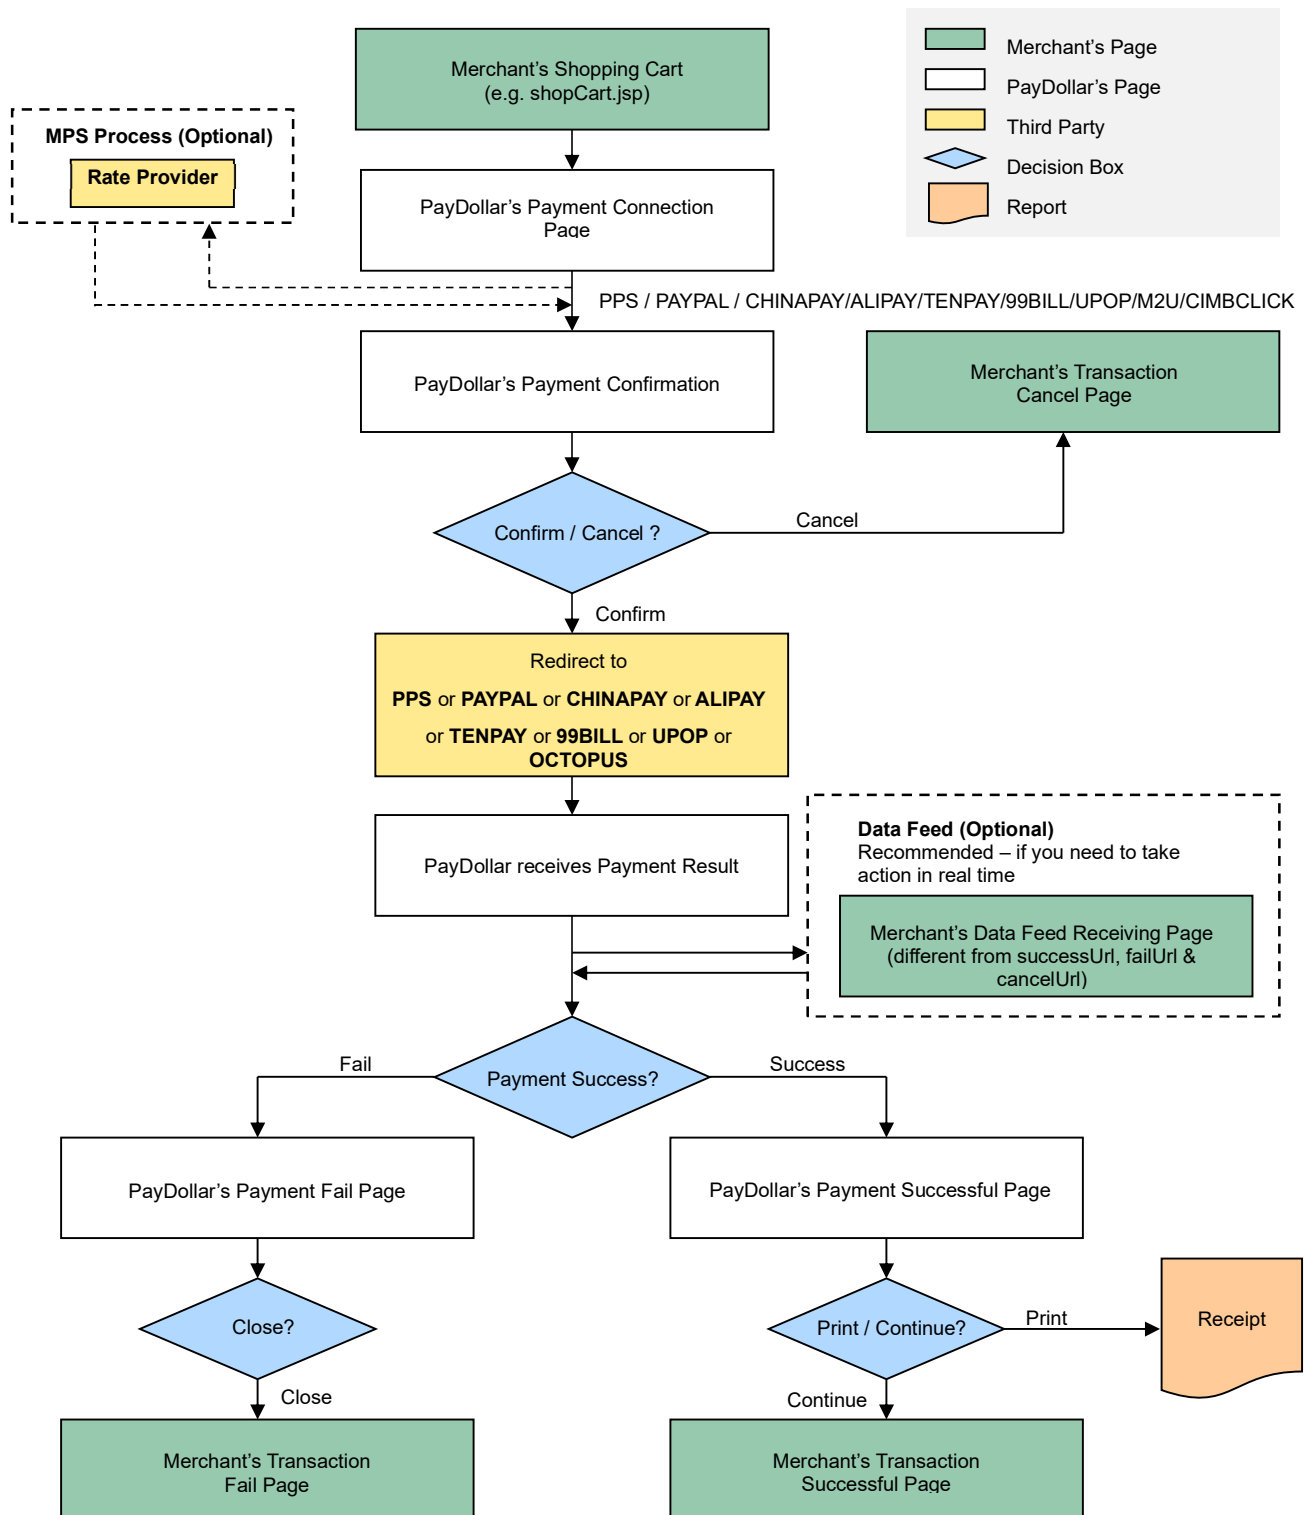 Merchant's Shopping Cart
(e.g. shopCart.jsp)
Merchant's Page
PayDollar's Page
Third Party
Decision Box
Report
MPS Process (Optional)
Rate Provider
PayDollar's Payment Connection
Page
PPS / PAYPAL / CHINAPAY/ALIPAY/TENPAY/99BILL/UPOP/M2U/CIMBCLICK
PayDollar's Payment Confirmation
Merchant's Transaction
Cancel Page
Confirm / Cancel ?
Cancel
Confirm
Redirect to
PPS or PAYPAL or CHINAPAY or ALIPAY
or TENPAY or 99BILL or UPOP or
OCTOPUS
PayDollar receives Payment Result
Data Feed (Optional)
Recommended – if you need to take
action in real time
Merchant's Data Feed Receiving Page
(different from successUrl, failUrl &
cancelUrl)
Payment Success?
Fail
Success
PayDollar's Payment Fail Page
PayDollar's Payment Successful Page
Close?
Print / Continue?
Print
Receipt
Close
Continue
Merchant's Transaction
Fail Page
Merchant's Transaction
Successful Page